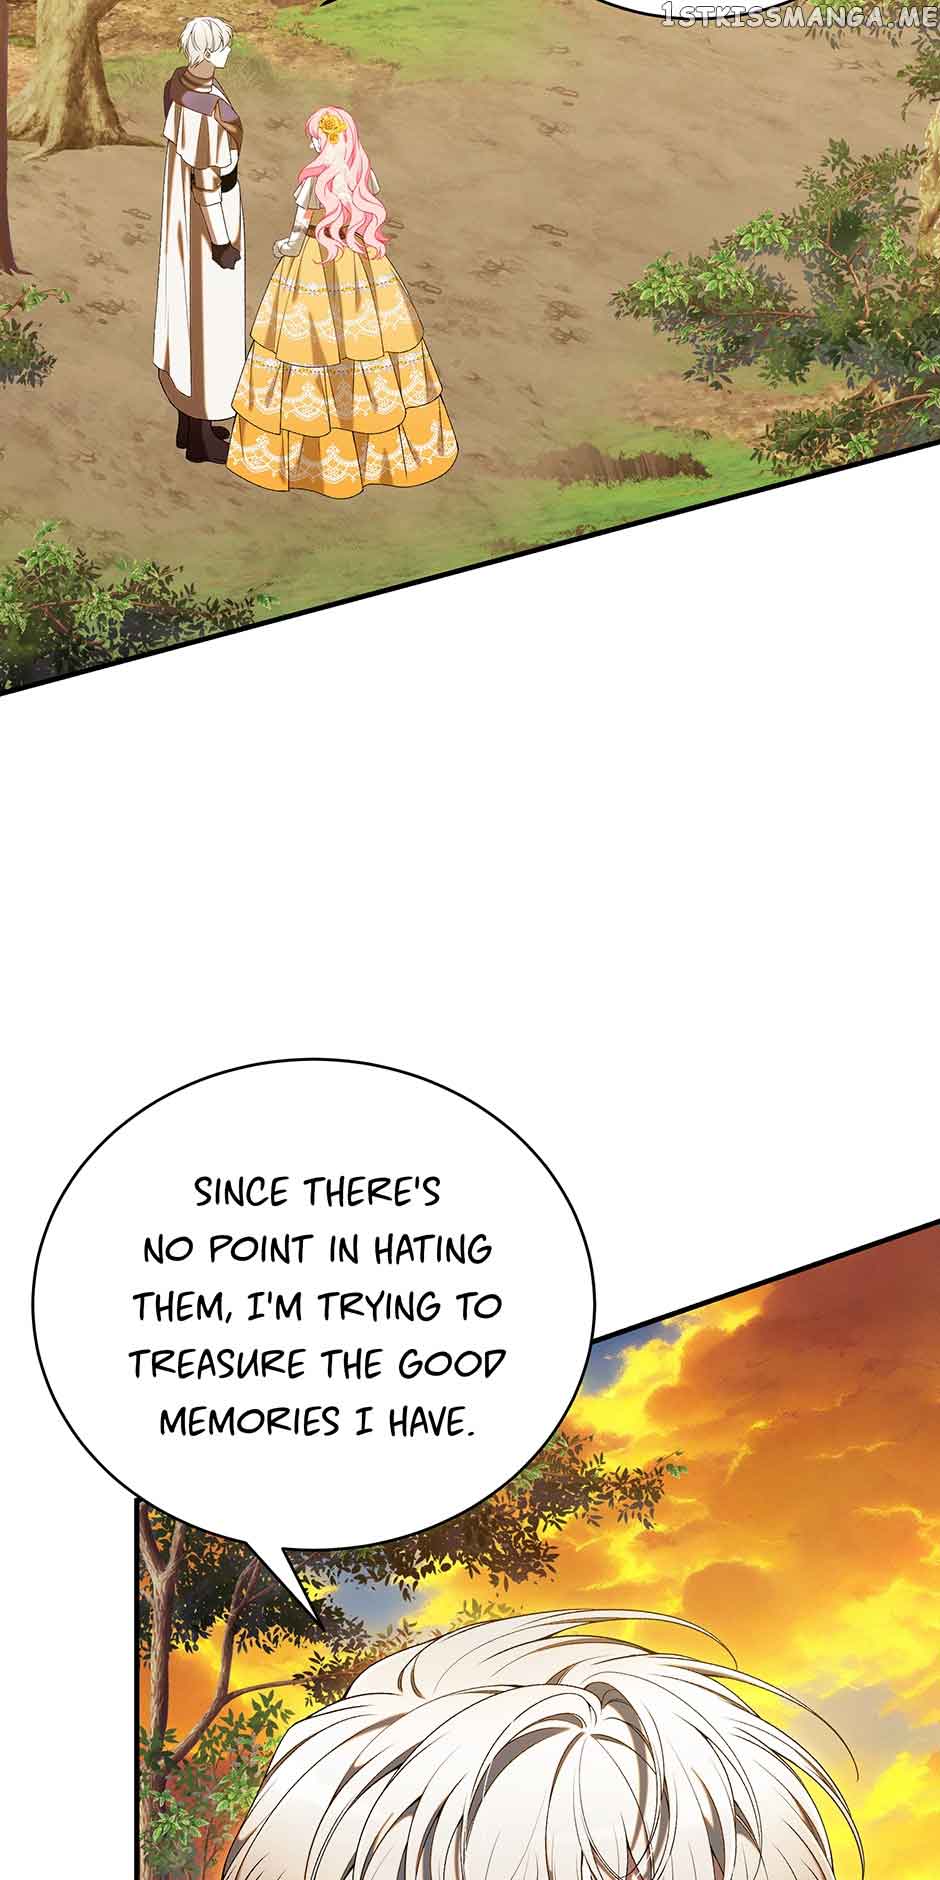 1STKISSMANGA.ME
SINCE THERE'S
NO POINT IN HATING
THEM, I'M TRYING TO
TREASURE THE GOOD
MEMORIES I HAVE.